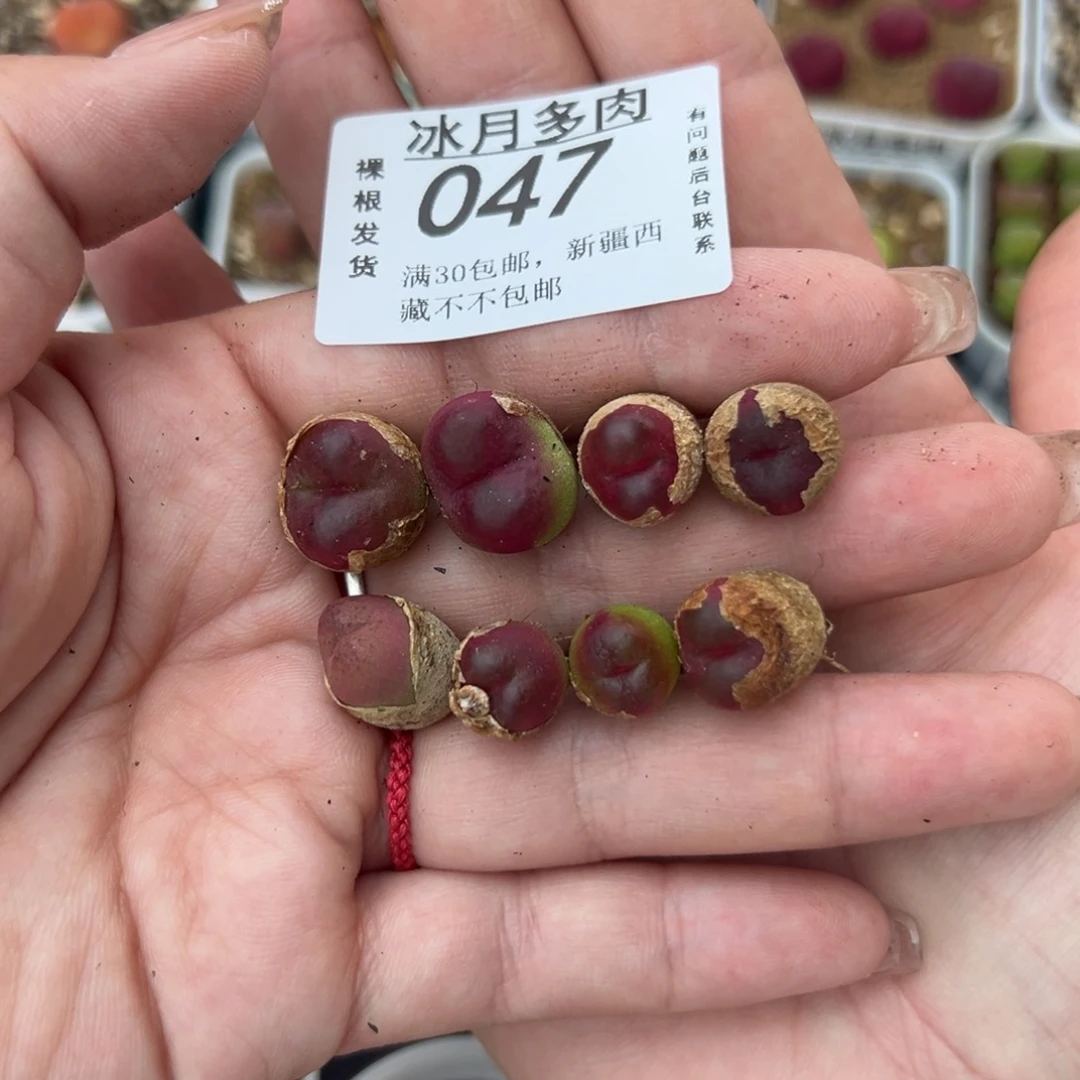 冰月多肉
047
裸根发货
满30包邮，新疆西
藏不不包邮
有问题后台联系